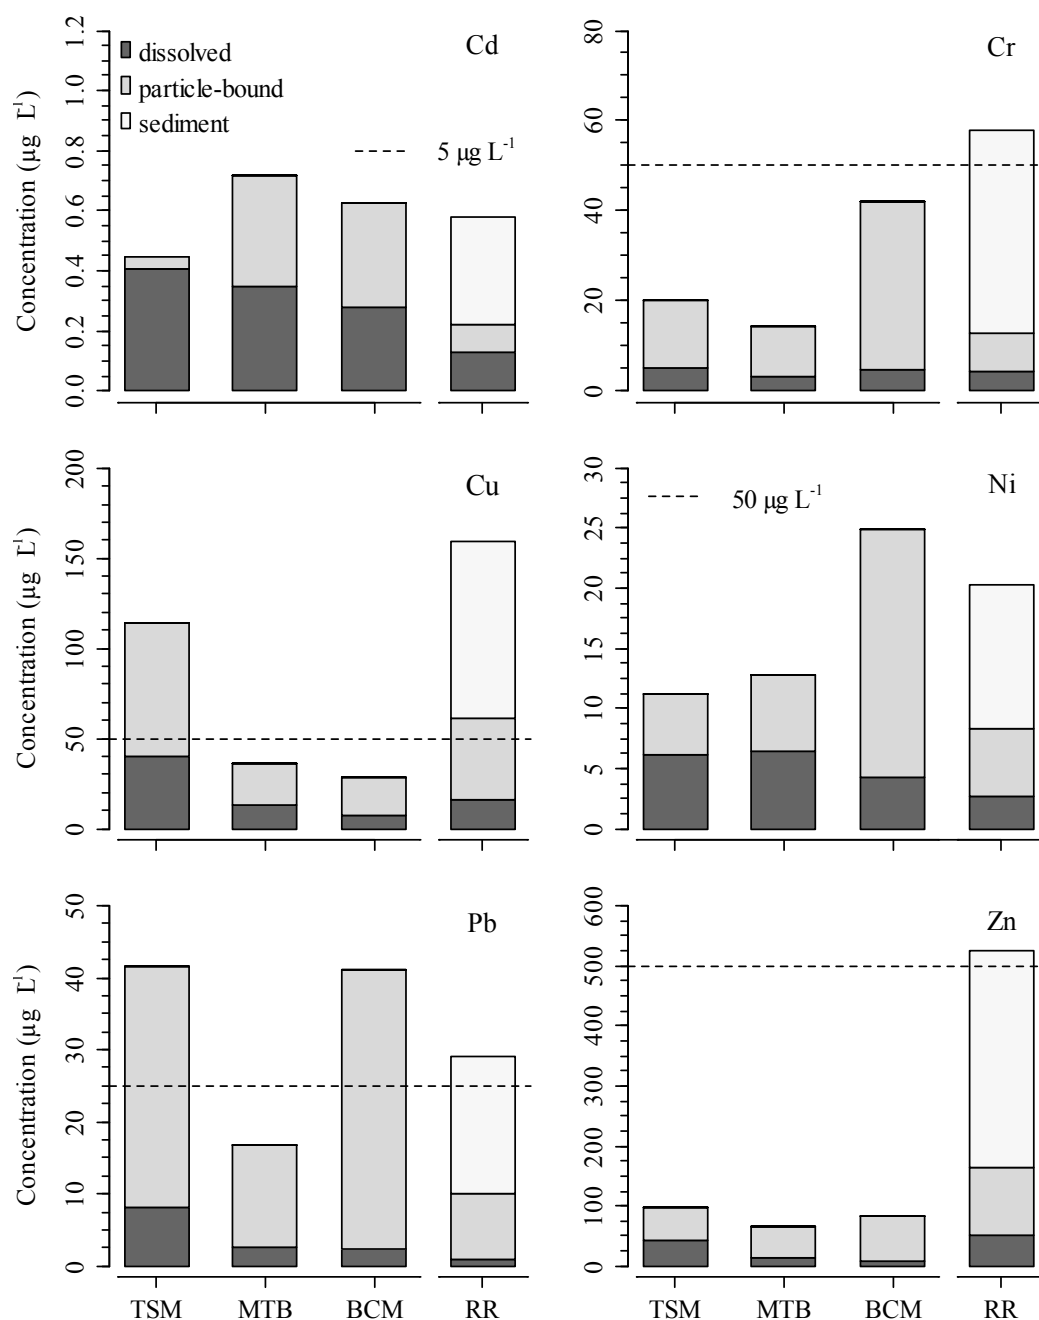 Cd
dissolved
particle-bound
sediment
5 µg L-1
Concentration (µg L-1)
0.0 0.2 0.4 0.6 0.8 1.0 1.2
Cr
0 20 40 60 80
Cu
Concentration (µg L-1)
0 50 100 150 200
Ni
50 µg L-1
0 5 10 15 20 25 30
Pb
Concentration (µg L-1)
0 10 20 30 40 50
TSM MTB BCM RR
Zn
0 100 200 300 400 500 600
TSM MTB BCM RR